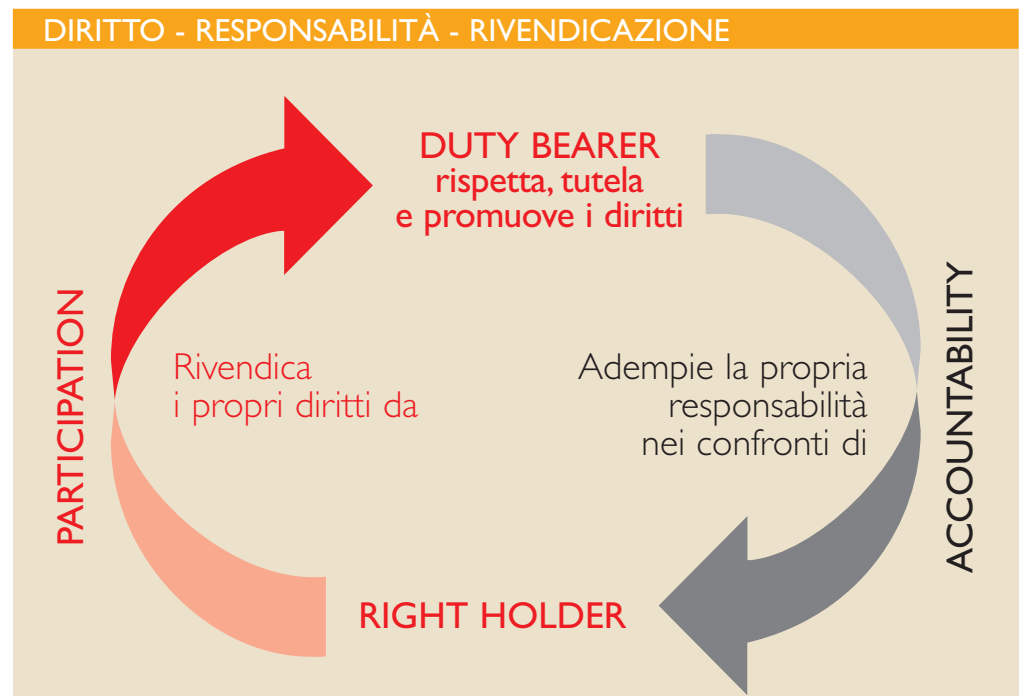 DIRITTO - RESPONSABILITÀ - RIVENDICAZIONE
DUTY BEARER
rispetta, tutela
e promuove i diritti
PARTICIPATION
Rivendica
i propri diritti da
Adempie la propria
responsabilità
nei confronti di
ACCOUNTABILITY
RIGHT HOLDER